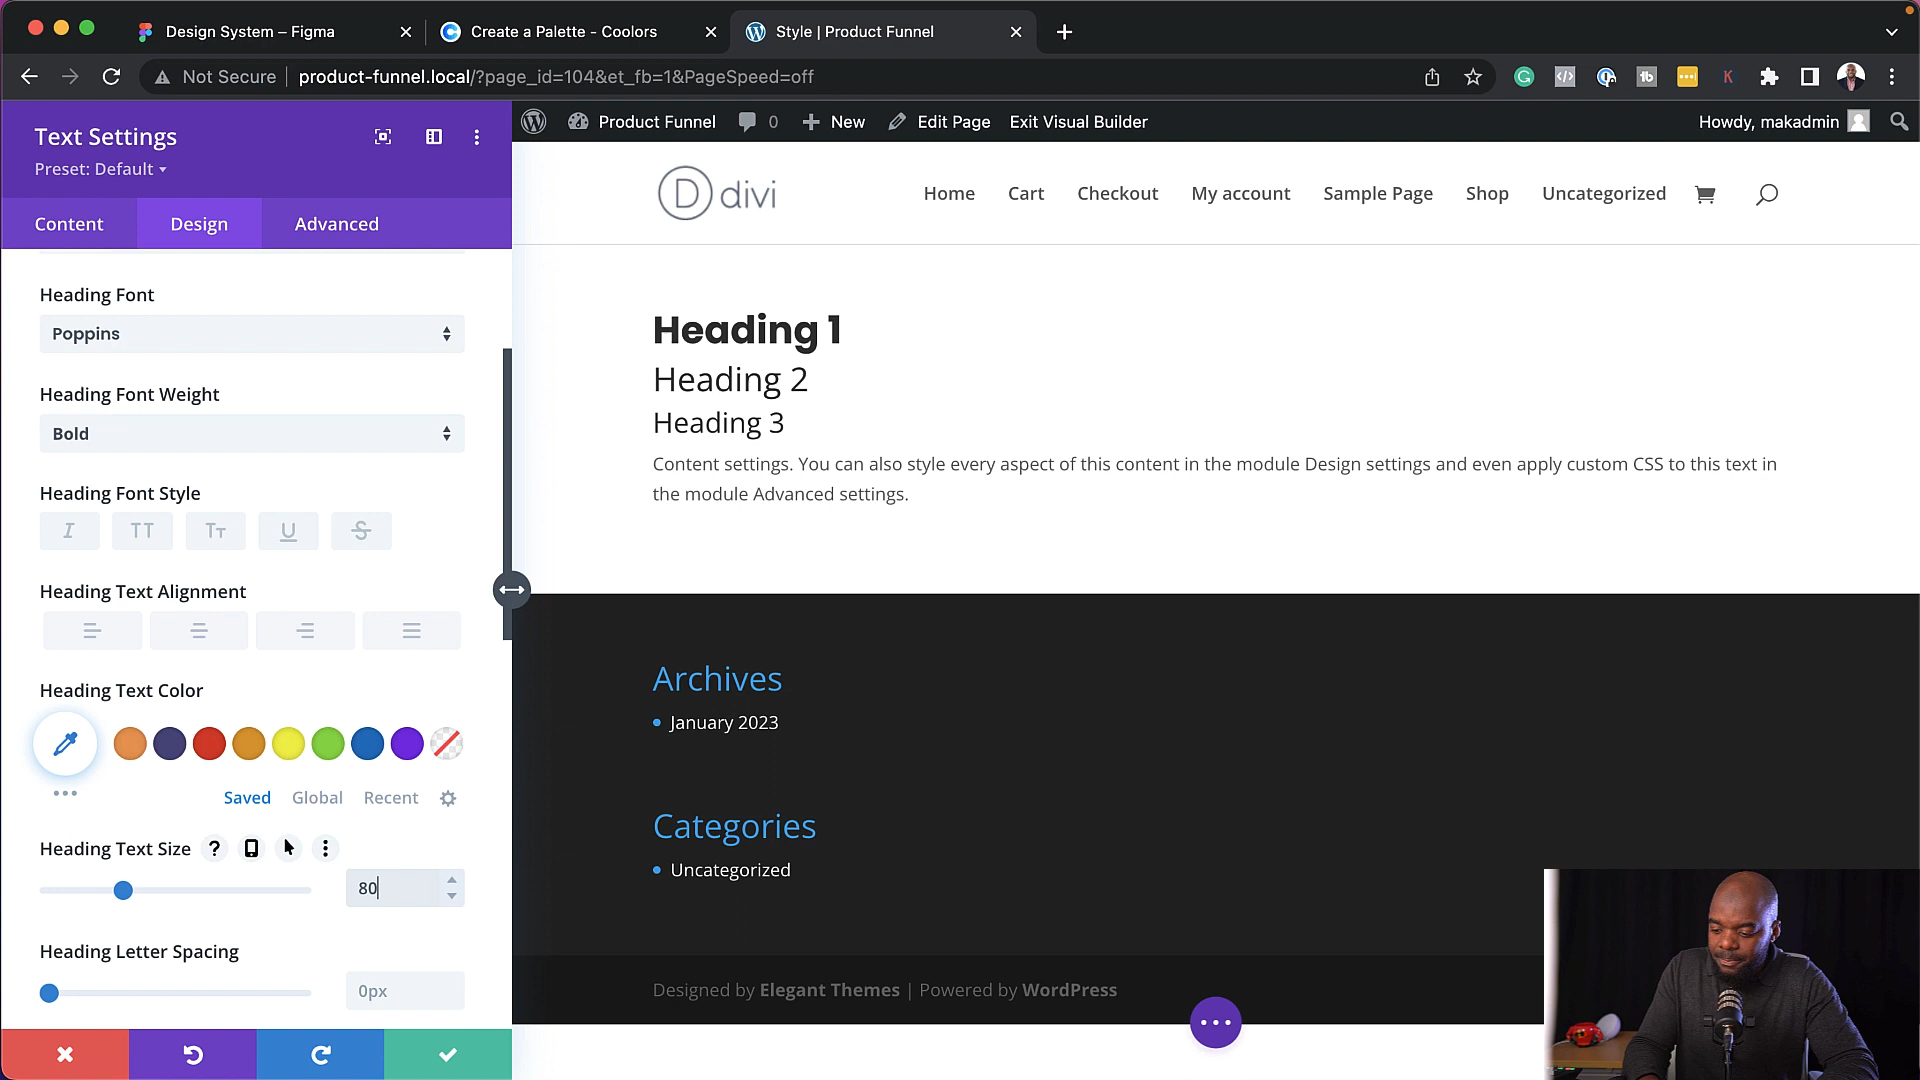 Design System – Figma
Create a Palette - Coolors
Style | Product Funnel
Not Secure
product-funnel.local/?page_id=104&et_fb=1&PageSpeed=off
Text Settings
Preset: Default
Content
Design
Advanced
Product Funnel
0
New
Edit Page
Exit Visual Builder
Howdy, makadmin
D divi
Home
Cart
Checkout
My account
Sample Page
Shop
Uncategorized
Heading Font
Poppins
Heading Font Weight
Bold
Heading Font Style
I
TT
TT
U
S
Heading Text Alignment
Heading Text Color
Saved
Global
Recent
Heading Text Size
?
80
Heading Letter Spacing
0px
Heading 1
Heading 2
Heading 3
Content settings. You can also style every aspect of this content in the module Design settings and even apply custom CSS to this text in
the module Advanced settings.
Archives
January 2023
Categories
Uncategorized
Designed by Elegant Themes | Powered by WordPress